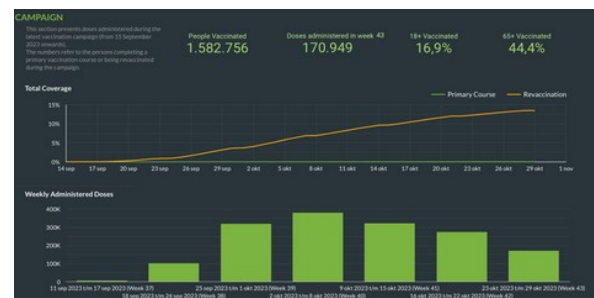 CAMPAIGN
This section presents doses administered during the
latest vaccination campaign (from 15 September
2023 onwards).
The numbers refer to the persons completing a
primary vaccination course or being revaccinated
during the campaign.
People Vaccinated
1.582.756
Doses administered in week 43
170.949
18+ Vaccinated
16,9%
65+ Vaccinated
44,4%
Total Coverage
Primary Course
Revaccination
15%
10%
5%
0%
14 sep 17 sep 20 sep 23 sep 26 sep 29 sep 2 okt 5 okt 8 okt 11 okt 14 okt 17 okt 20 okt 23 okt 26 okt 29 okt 1 nov
Weekly Administered Doses
400K
300K
200K
100K
0
11 sep 2023 t/m 17 sep 2023 (Week 37) 25 sep 2023 t/m 1 okt 2023 (Week 39) 9 okt 2023 t/m 15 okt 2023 (Week 41) 23 okt 2023 t/m 29 okt 2023 (Week 43)
18 sep 2023 t/m 24 sep 2023 (Week 38) 2 okt 2023 t/m 8 okt 2023 (Week 40) 16 okt 2023 t/m 22 okt 2023 (Week 42)